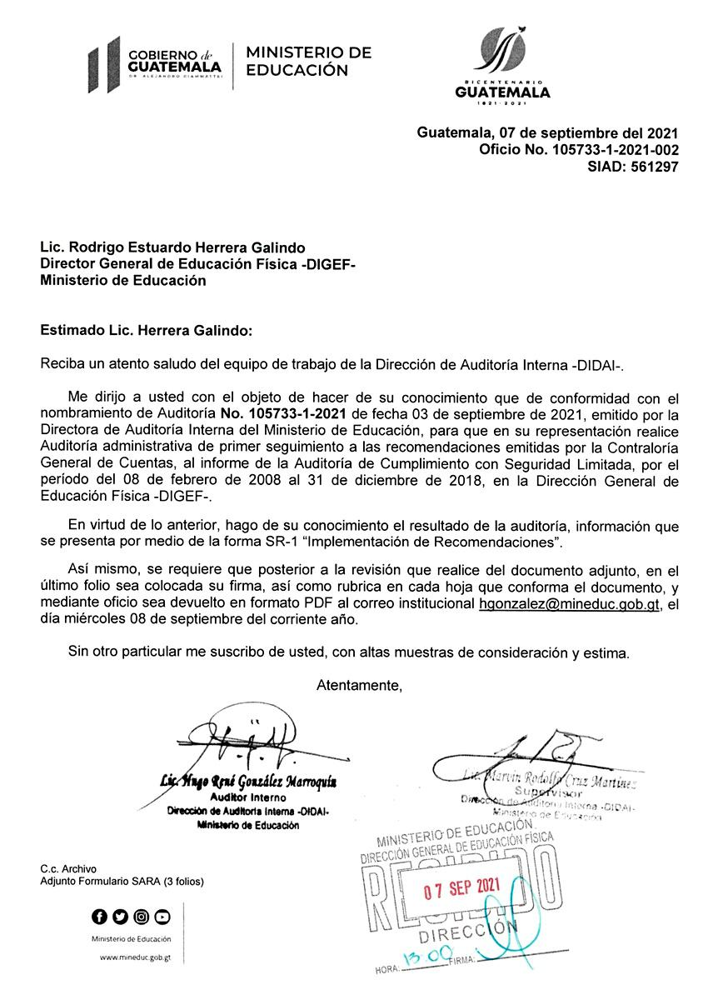 GOBIERNO de
GUATEMALA
DR. ALEJANDRO GIAMMATTEI
MINISTERIO DE
EDUCACIÓN
BICENTENARIO
GUATEMALA
1821-2021
Guatemala, 07 de septiembre del 2021
Oficio No. 105733-1-2021-002
SIAD: 561297
Lic. Rodrigo Estuardo Herrera Galindo
Director General de Educación Física -DIGEF-
Ministerio de Educación
Estimado Lic. Herrera Galindo:
Reciba un atento saludo del equipo de trabajo de la Dirección de Auditoría Interna -DIDAI-.
Me dirijo a usted con el objeto de hacer de su conocimiento que de conformidad con el
nombramiento de Auditoría No. 105733-1-2021 de fecha 03 de septiembre de 2021, emitido por la
Directora de Auditoría Interna del Ministerio de Educación, para que en su representación realice
Auditoría administrativa de primer seguimiento a las recomendaciones emitidas por la Contraloría
General de Cuentas, al informe de la Auditoría de Cumplimiento con Seguridad Limitada, por el
período del 08 de febrero de 2008 al 31 de diciembre de 2018, en la Dirección General de
Educación Física -DIGEF-.
En virtud de lo anterior, hago de su conocimiento el resultado de la auditoría, información que
se presenta por medio de la forma SR-1 “Implementación de Recomendaciones”.
Así mismo, se requiere que posterior a la revisión que realice del documento adjunto, en el
último folio sea colocada su firma, así como rubrica en cada hoja que conforma el documento, y
mediante oficio sea devuelto en formato PDF al correo institucional hgonzalez@mineduc.gob.gt, el
día miércoles 08 de septiembre del corriente año.
Sin otro particular me suscribo de usted, con altas muestras de consideración y estima.
Atentamente,
Lic. Hugo René González Marroquín
Auditor Interno
Dirección de Auditoría Interna -DIDAI-
Ministerio de Educación
Lic. Marvin Rodolfo Cruz Martínez
Supervisor
Dirección de Auditoría Interna -DIDAI-
Ministerio de Educación
MINISTERIO DE EDUCACIÓN
DIRECCIÓN GENERAL DE EDUCACIÓN FÍSICA
RECIBIDO
07 SEP 2021
DIRECCIÓN
HORA: 13:00 FIRMA:
C.c. Archivo
Adjunto Formulario SARA (3 folios)
Ministerio de Educación
www.mineduc.gob.gt